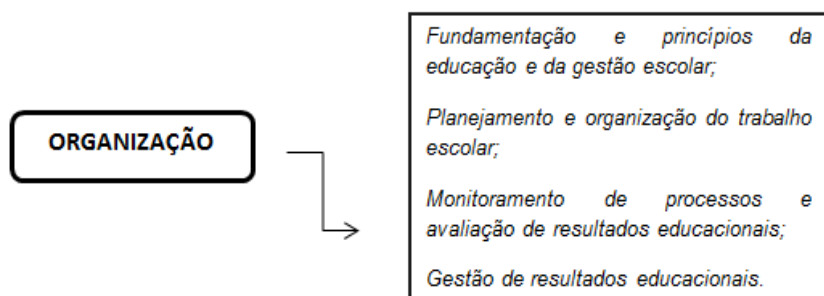 ORGANIZAÇÃO
Fundamentação e princípios da
educação e da gestão escolar;
Planejamento e organização do trabalho
escolar;
Monitoramento de processos e
avaliação de resultados educacionais;
Gestão de resultados educacionais.